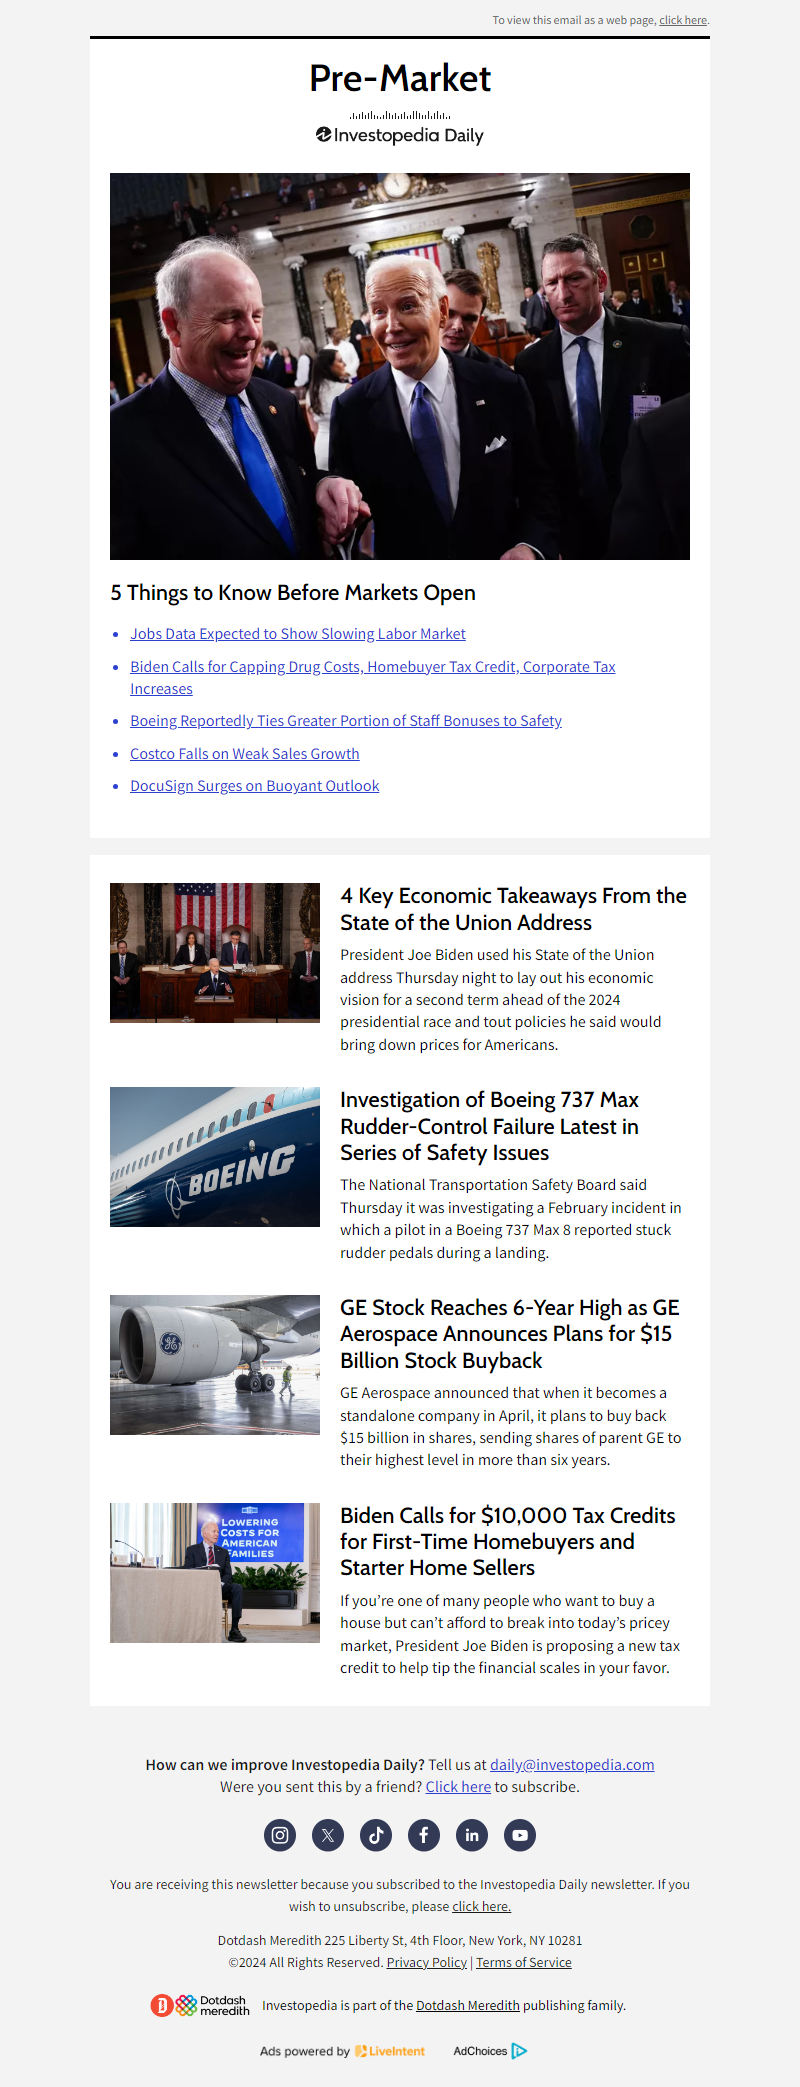 To view this email as a web page, click here.
Pre-Market
Investopedia Daily
5 Things to Know Before Markets Open
Jobs Data Expected to Show Slowing Labor Market
Biden Calls for Capping Drug Costs, Homebuyer Tax Credit, Corporate Tax
Increases
Boeing Reportedly Ties Greater Portion of Staff Bonuses to Safety
Costco Falls on Weak Sales Growth
DocuSign Surges on Buoyant Outlook
4 Key Economic Takeaways From the
State of the Union Address
President Joe Biden used his State of the Union
address Thursday night to lay out his economic
vision for a second term ahead of the 2024
presidential race and tout policies he said would
bring down prices for Americans.
BOEING
Investigation of Boeing 737 Max
Rudder-Control Failure Latest in
Series of Safety Issues
The National Transportation Safety Board said
Thursday it was investigating a February incident in
which a pilot in a Boeing 737 Max 8 reported stuck
rudder pedals during a landing.
GE
GE Stock Reaches 6-Year High as GE
Aerospace Announces Plans for $15
Billion Stock Buyback
GE Aerospace announced that when it becomes a
standalone company in April, it plans to buy back
$15 billion in shares, sending shares of parent GE to
their highest level in more than six years.
LOWERING
COSTS FOR
AMERICAN
FAMILIES
Biden Calls for $10,000 Tax Credits
for First-Time Homebuyers and
Starter Home Sellers
If you’re one of many people who want to buy a
house but can’t afford to break into today’s pricey
market, President Joe Biden is proposing a new tax
credit to help tip the financial scales in your favor.
How can we improve Investopedia Daily? Tell us at daily@investopedia.com
Were you sent this by a friend? Click here to subscribe.
You are receiving this newsletter because you subscribed to the Investopedia Daily newsletter. If you
wish to unsubscribe, please click here.
Dotdash Meredith 225 Liberty St, 4th Floor, New York, NY 10281
©2024 All Rights Reserved. Privacy Policy | Terms of Service
Dotdash
meredith
Investopedia is part of the Dotdash Meredith publishing family.
Ads powered by LiveIntent
AdChoices